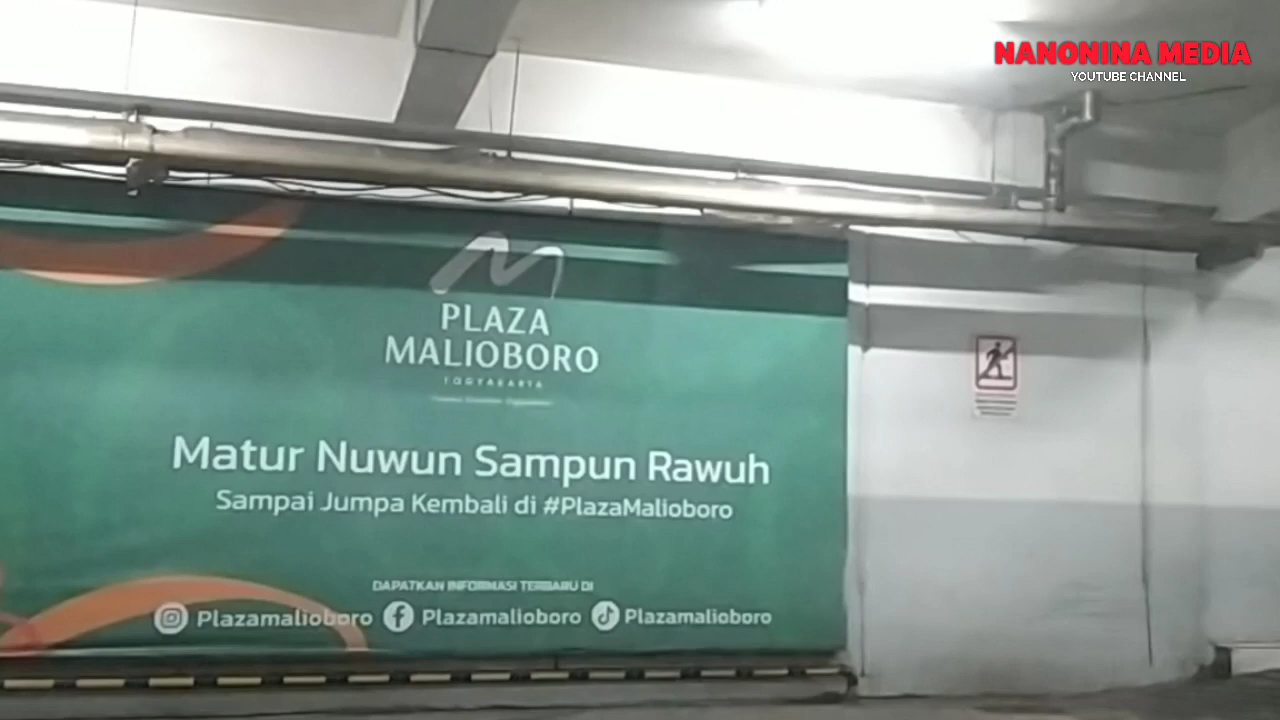 NANONINA MEDIA
YOUTUBE CHANNEL
PLAZA
MALIOBORO
YOGYAKARTA
Matur Nuwun Sampun Rawuh
Sampai Jumpa Kembali di #PlazaMalioboro
DAPATKAN INFORMASI TERBARU DI
Plazamalioboro Plazamalioboro Plazamalioboro